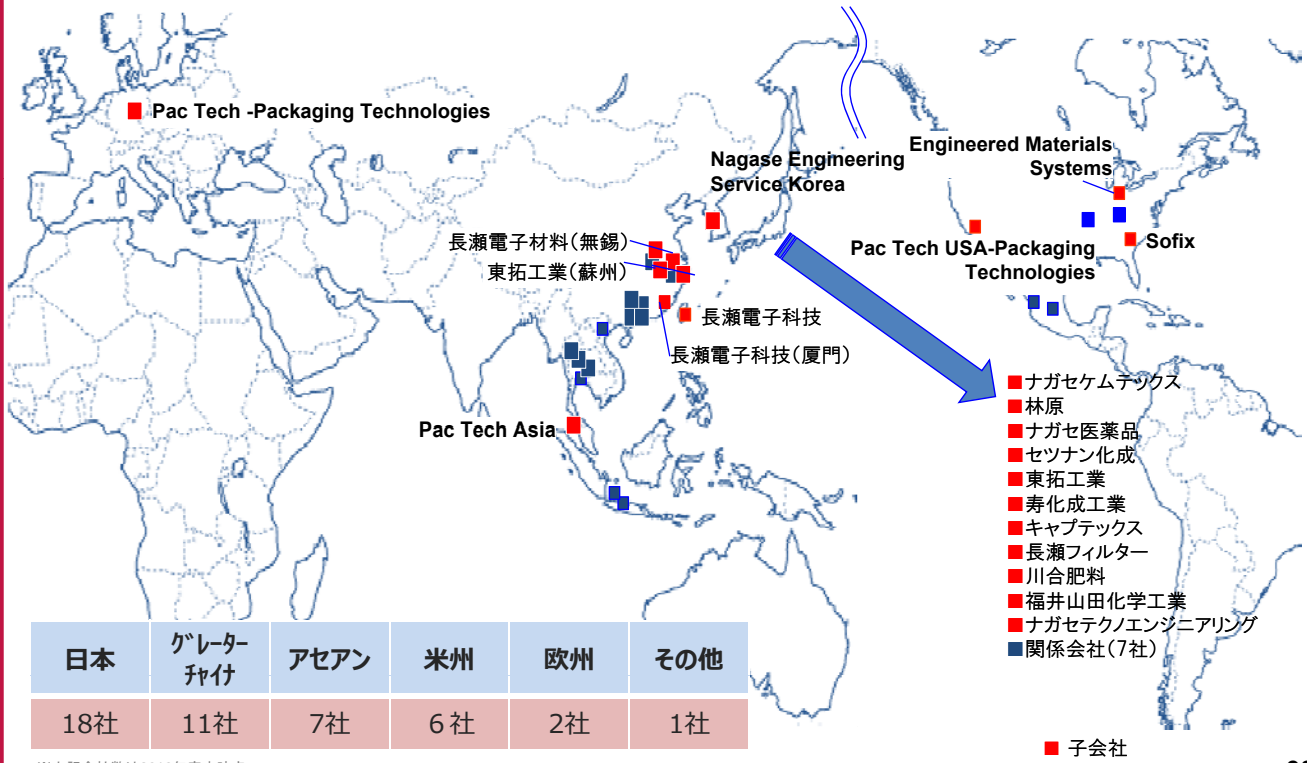 Pac Tech -Packaging Technologies
Nagase Engineering
Service Korea
Engineered Materials
Systems
長瀬電子材料(無錫)
東拓工業(蘇州)
Pac Tech USA-Packaging
Technologies
Sofix
長瀬電子科技
長瀬電子科技(厦門)
Pac Tech Asia
ナガセケムテックス
林原
ナガセ医薬品
セツナン化成
東拓工業
寿化成工業
キャプテックス
長瀬フィルター
川合肥料
福井山田化学工業
ナガセテクノエンジニアリング
関係会社(7社)
日本 グレーターチャイナ アセアン 米州 欧州 その他
18社 11社 7社 6社 2社 1社
子会社